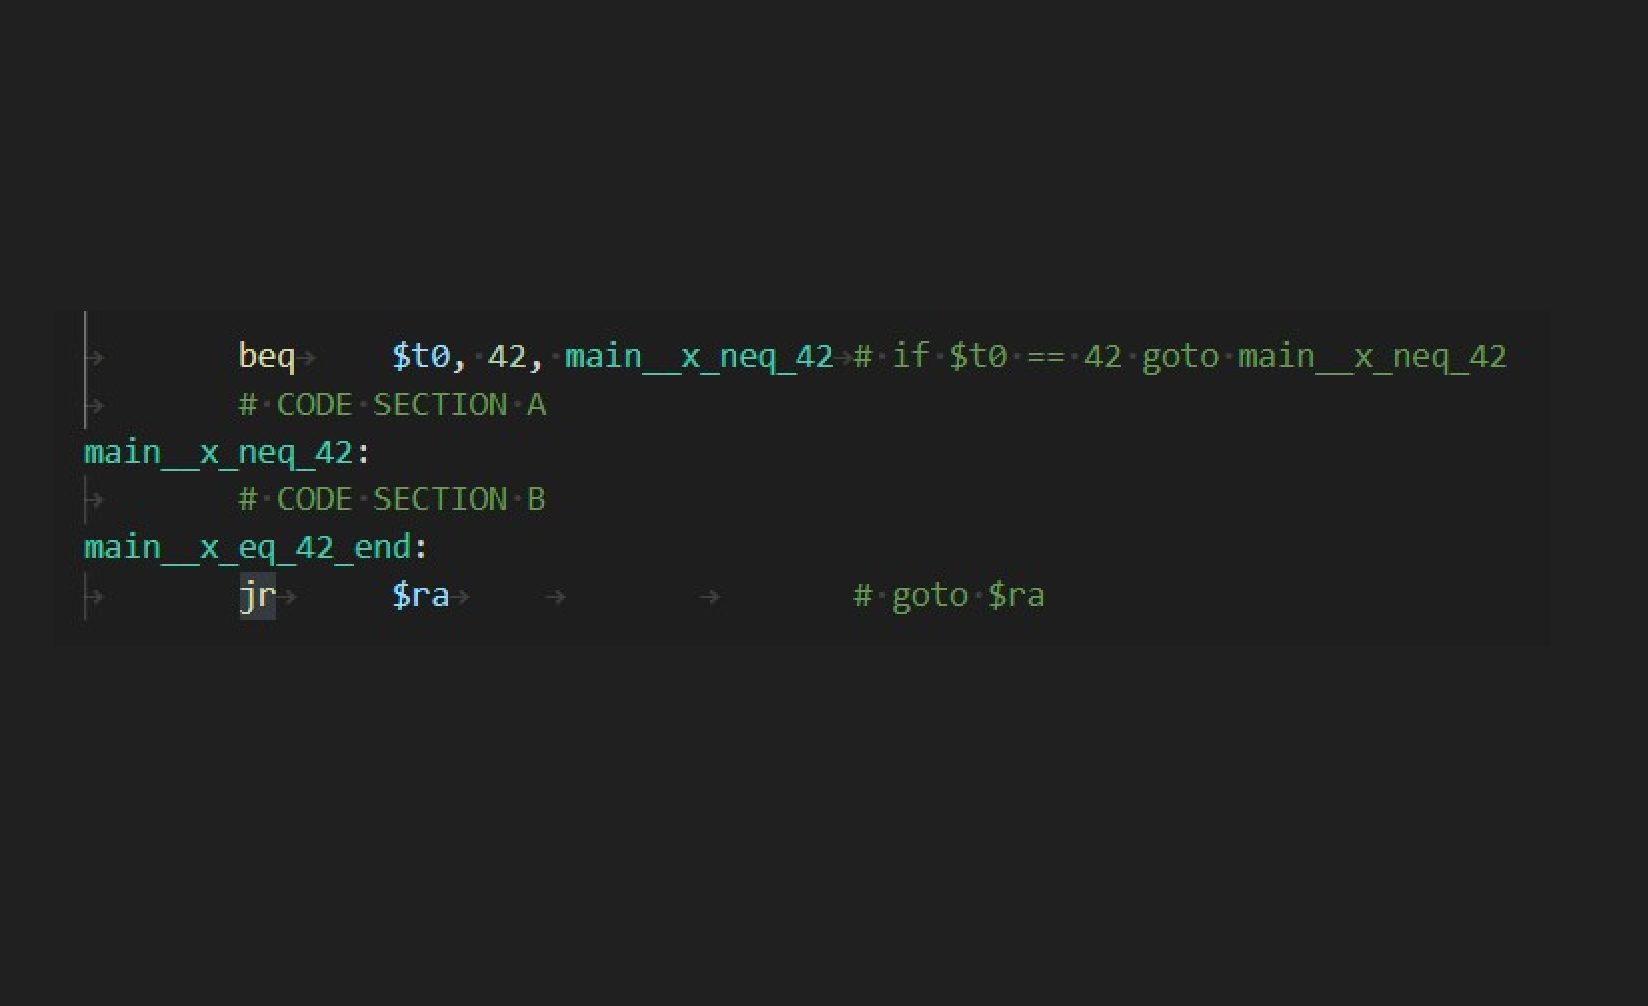 beq $t0, 42, main__x_neq_42 # if $t0 == 42 goto main__x_neq_42
# CODE SECTION A
main__x_neq_42:
# CODE SECTION B
main__x_eq_42_end:
jr $ra # goto $ra